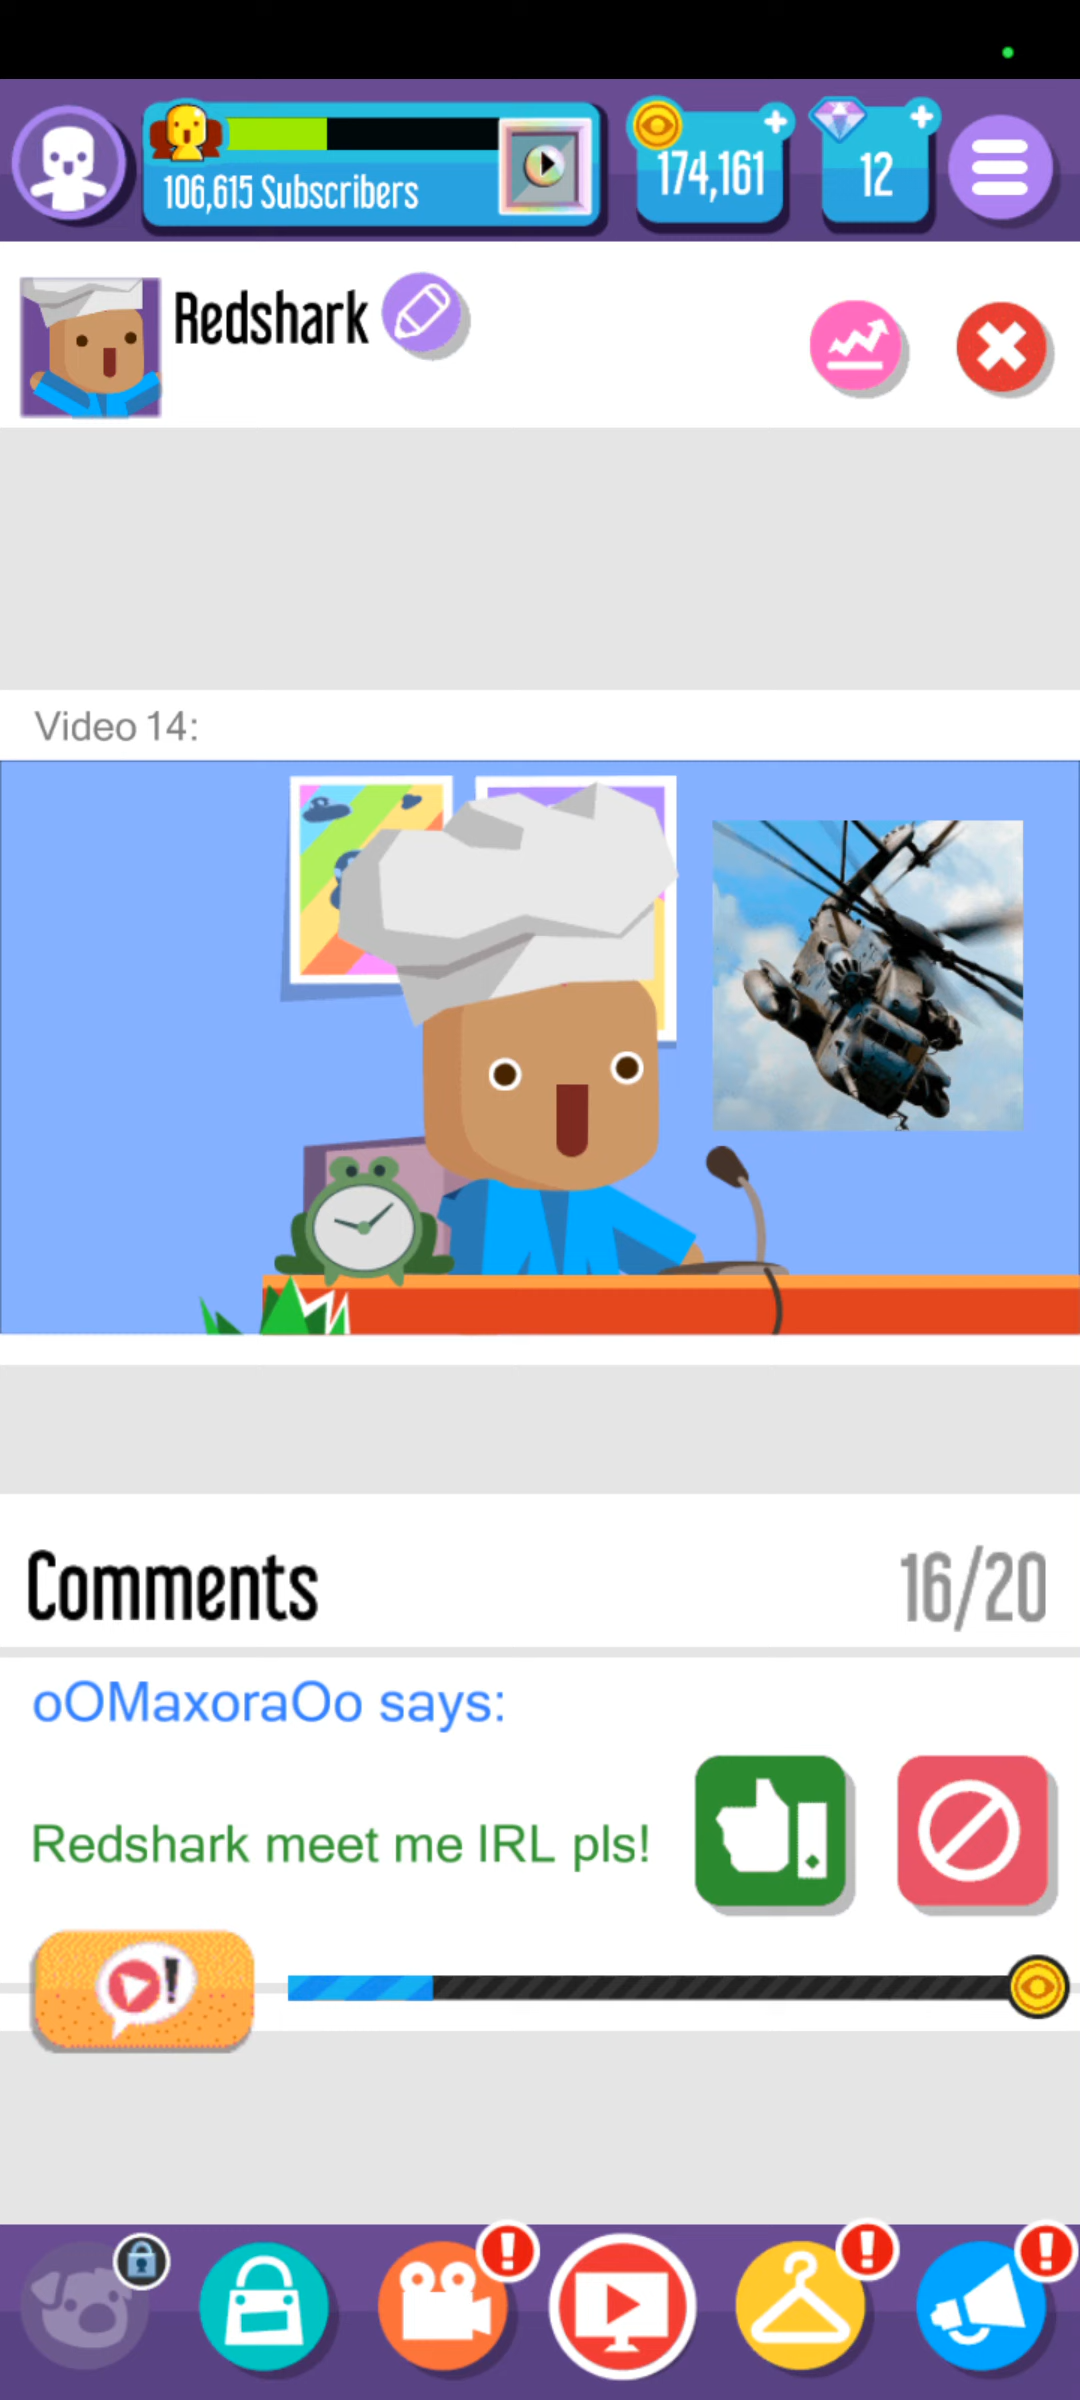 106,615 Subscribers
174,161
12
Redshark
Video 14:
Comments
16/20
oOMaxoraOo says:
Redshark meet me IRL pls!